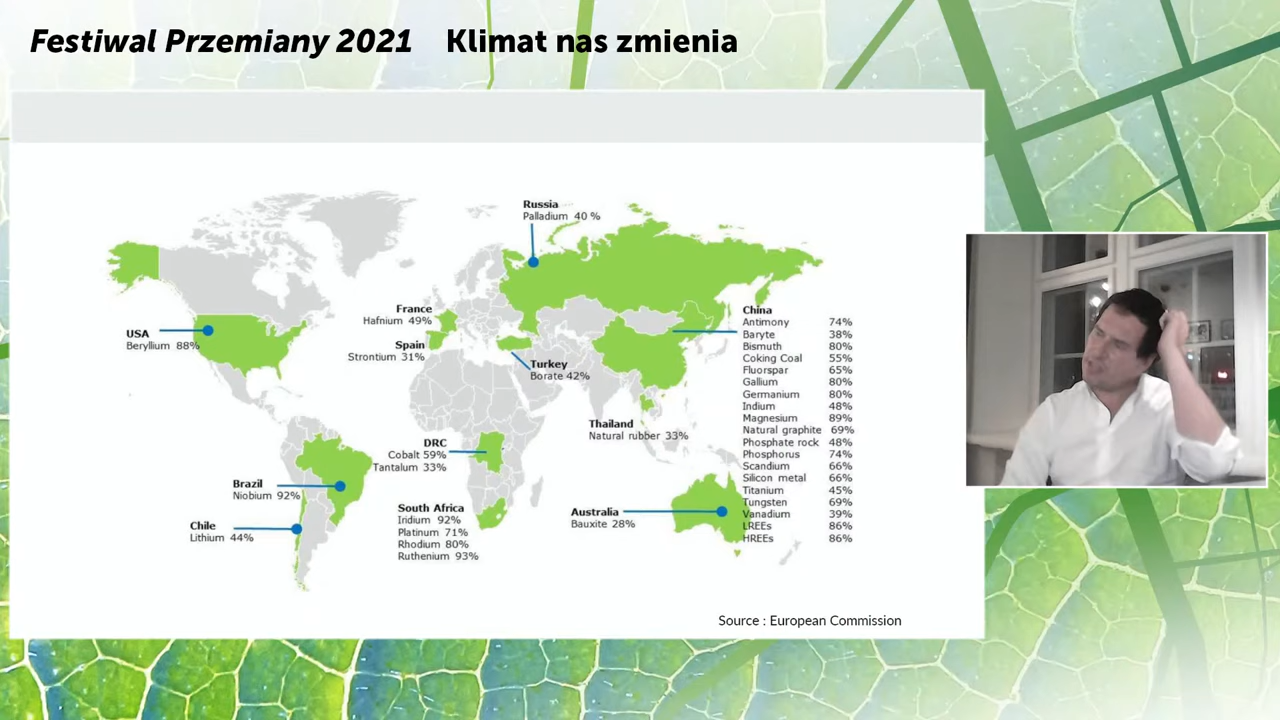 Festiwal Przemiany 2021 Klimat nas zmienia
Russia
Palladium 40 %
France
Hafnium 49%
USA
Beryllium 88%
Spain
Strontium 31%
Turkey
Borate 42%
China
Antimony 74%
Baryte 38%
Bismuth 80%
Coking Coal 55%
Fluorspar 65%
Gallium 80%
Germanium 80%
Indium 48%
Magnesium 89%
Natural graphite 69%
Phosphate rock 48%
Phosphorus 74%
Scandium 66%
Silicon metal 66%
Titanium 45%
Tungsten 69%
Vanadium 39%
LREEs 86%
HREEs 86%
Thailand
Natural rubber 33%
DRC
Cobalt 59%
Tantalum 33%
Brazil
Niobium 92%
Chile
Lithium 44%
South Africa
Iridium 92%
Platinum 71%
Rhodium 80%
Ruthenium 93%
Australia
Bauxite 28%
Source : European Commission